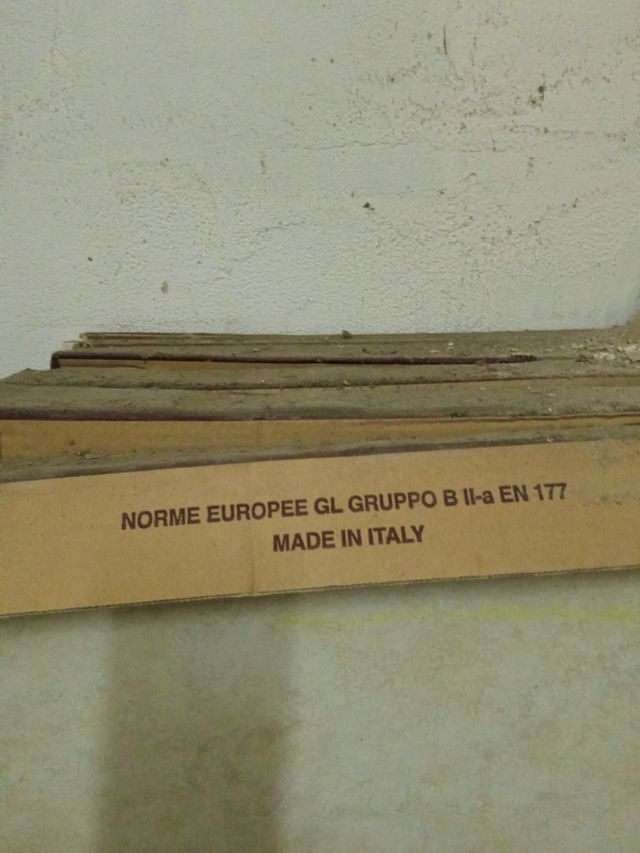 NORME EUROPEE GL GRUPPO B II-a EN 177
MADE IN ITALY